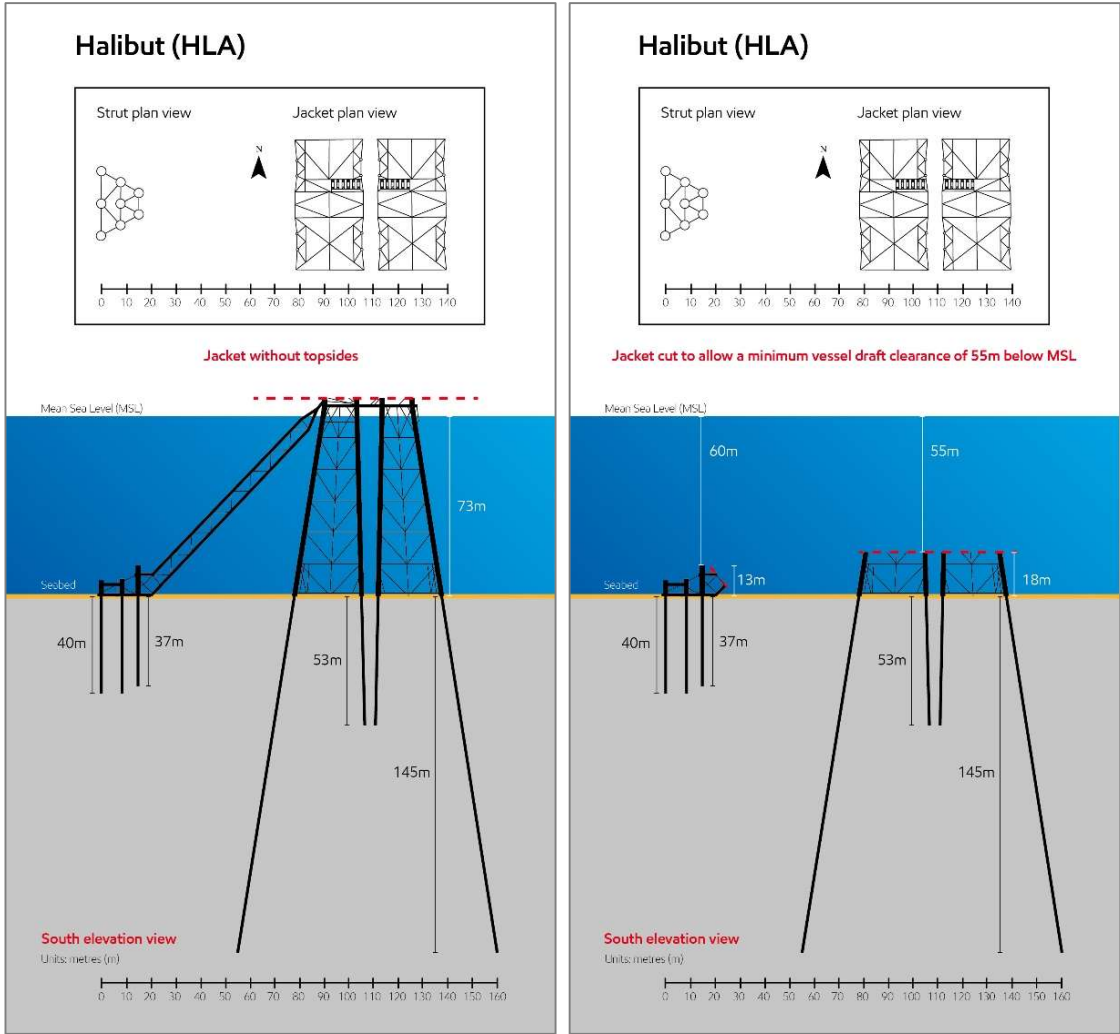 Halibut (HLA)
Strut plan view
Jacket plan view
N
0 10 20 30 40 50 60 70 80 90 100 110 120 130 140
Jacket without topsides
Mean Sea Level (MSL)
73m
Seabed
40m
37m
53m
145m
South elevation view
Units: metres (m)
0 10 20 30 40 50 60 70 80 90 100 110 120 130 140 150 160
Halibut (HLA)
Strut plan view
Jacket plan view
N
0 10 20 30 40 50 60 70 80 90 100 110 120 130 140
Jacket cut to allow a minimum vessel draft clearance of 55m below MSL
Mean Sea Level (MSL)
60m
55m
Seabed
13m
18m
40m
37m
53m
145m
South elevation view
Units: metres (m)
0 10 20 30 40 50 60 70 80 90 100 110 120 130 140 150 160